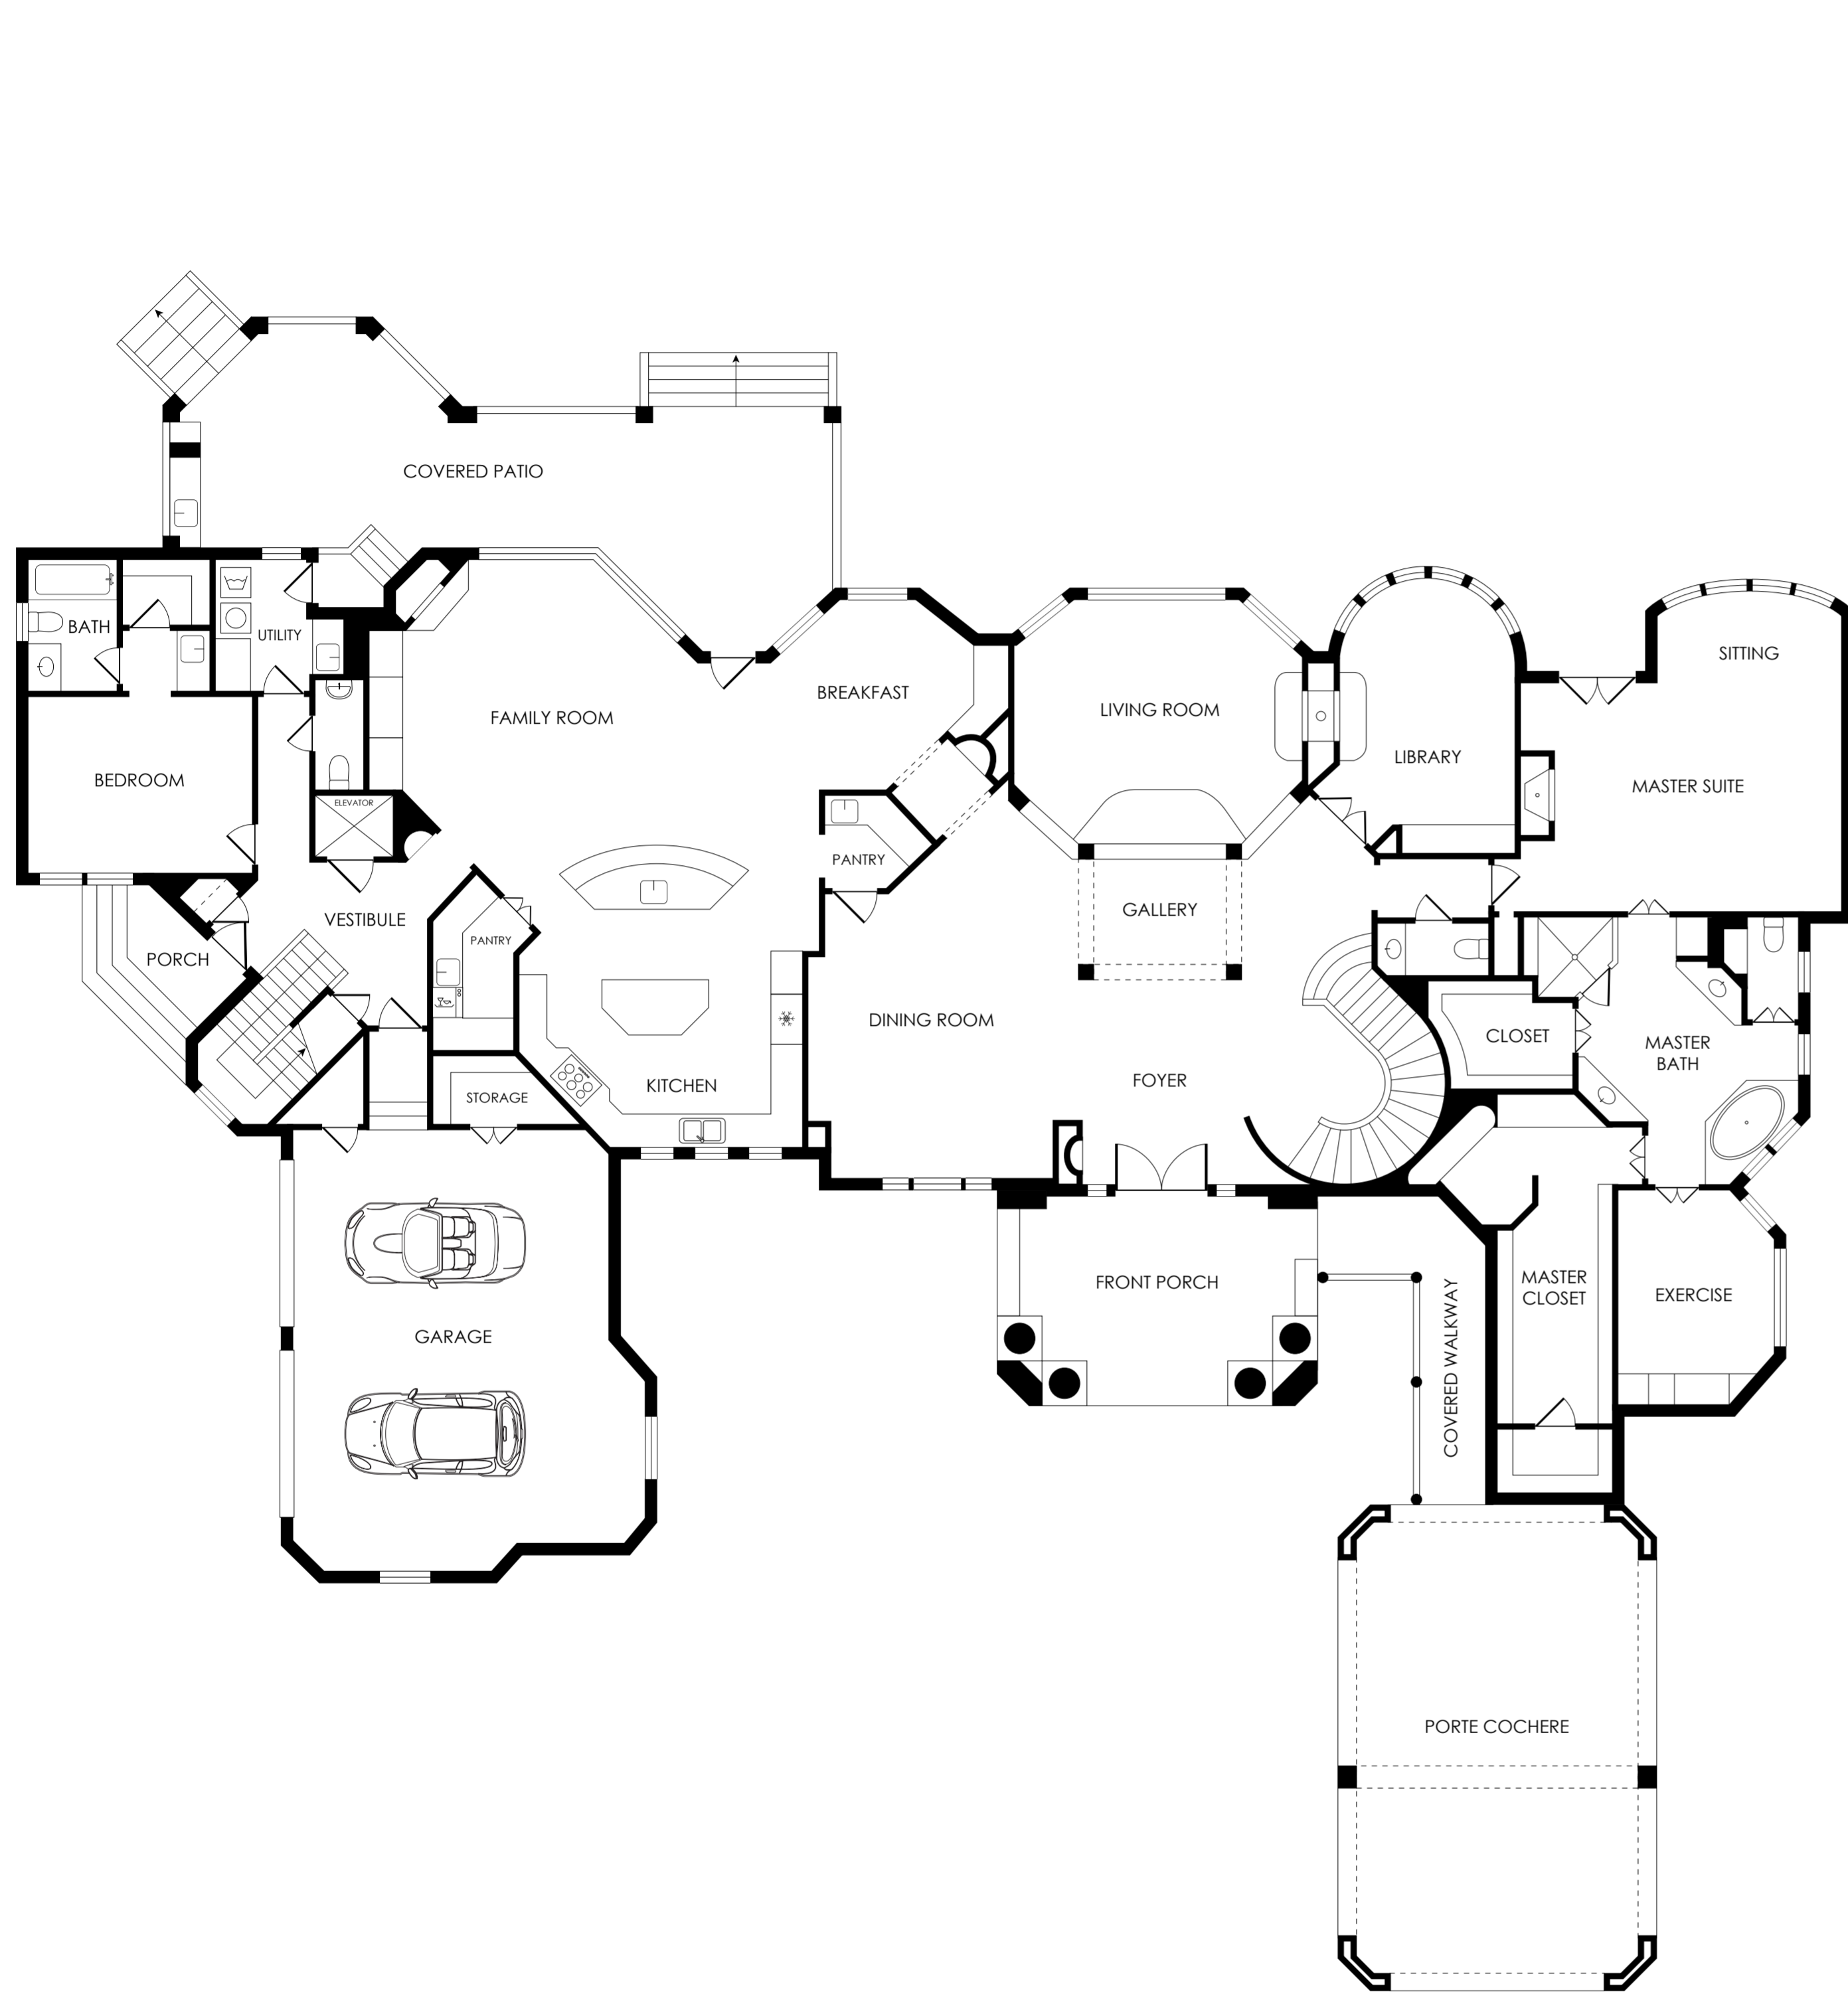 COVERED PATIO
BATH
UTILITY
SITTING
BREAKFAST
FAMILY ROOM
LIVING ROOM
LIBRARY
BEDROOM
MASTER SUITE
ELEVATOR
PANTRY
GALLERY
VESTIBULE
PANTRY
PORCH
DINING ROOM
CLOSET
MASTER
BATH
FOYER
KITCHEN
STORAGE
FRONT PORCH
MASTER
CLOSET
EXERCISE
COVERED WALKWAY
GARAGE
PORTE COCHERE